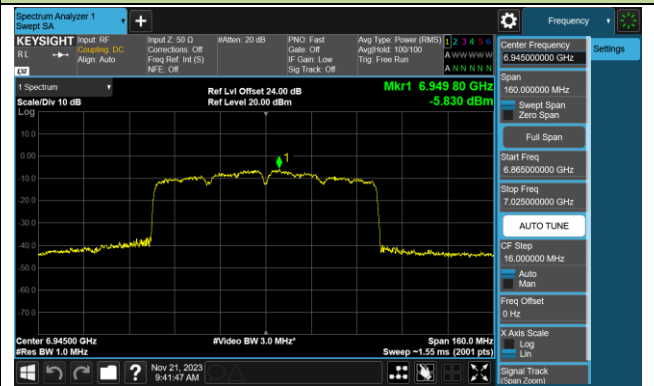 Spectrum Analyzer 1
Swept SA
Frequency
KEYSIGHT
RL
Input: RF
Coupling: DC
Align: Auto
Input Z: 50 Ω
Corrections: Off
Freq Ref: Int (S)
NFE: Off
#Atten: 20 dB
PNO: Fast
Gate: Off
IF Gain: Low
Sig Track: Off
Avg Type: Power (RMS)
Avg|Hold: 100/100
Trig: Free Run
1 2 3 4 5 6
A W W W W W
A N N N N N
1 Spectrum
Scale/Div 10 dB
Log
Ref Lvl Offset 24.00 dB
Ref Level 20.00 dBm
Mkr1 6.949 80 GHz
-5.830 dBm
10.0
0.00
-10.0
-20.0
-30.0
-40.0
-50.0
-60.0
-70.0
1
Center 6.94500 GHz
#Res BW 1.0 MHz
#Video BW 3.0 MHz*
Span 160.0 MHz
Sweep ~1.55 ms (2001 pts)
Nov 21, 2023
9:41:47 AM
Center Frequency
6.945000000 GHz
Settings
Span
160.000000 MHz
Swept Span
Zero Span
Full Span
Start Freq
6.865000000 GHz
Stop Freq
7.025000000 GHz
AUTO TUNE
CF Step
16.000000 MHz
Auto
Man
Freq Offset
0 Hz
X Axis Scale
Log
Lin
Signal Track
(Span Zoom)